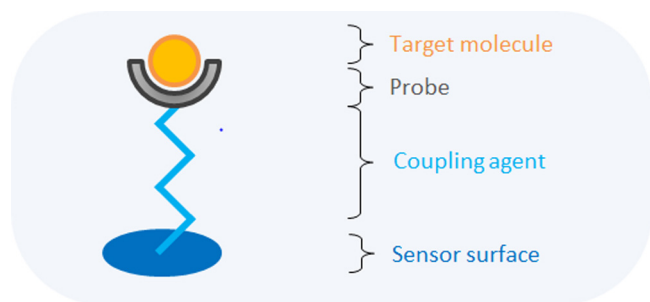 Target molecule
Probe
Coupling agent
Sensor surface